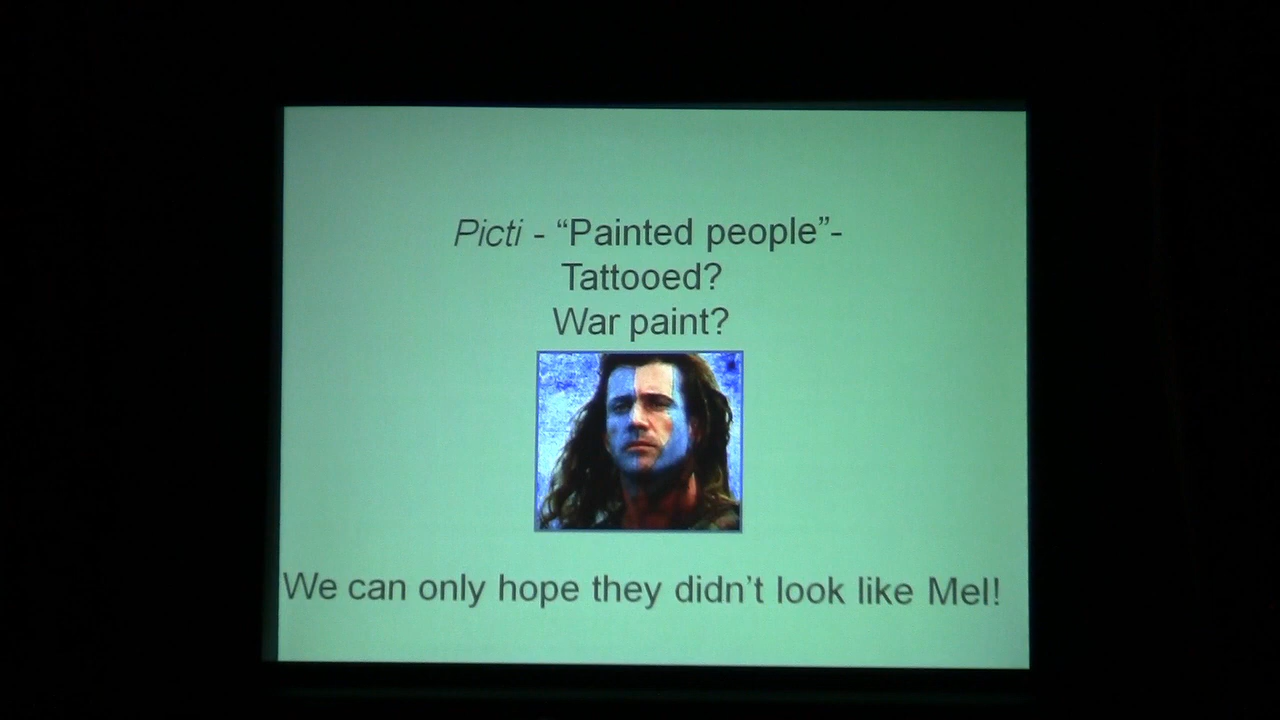 Picti - “Painted people”-
Tattooed?
War paint?
We can only hope they didn’t look like Mel!